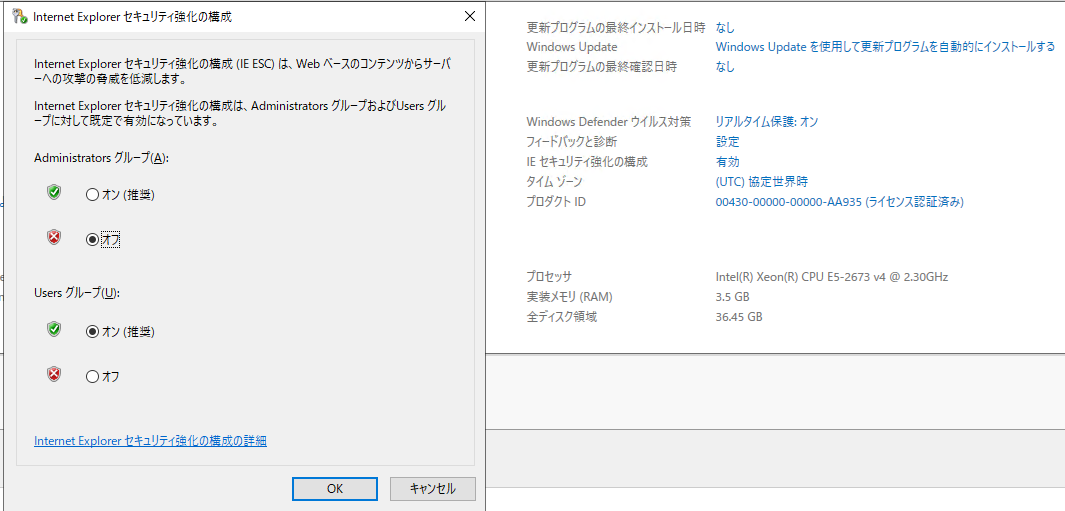 Internet Explorer セキュリティ強化の構成
Internet Explorer セキュリティ強化の構成 (IE ESC) は、Web ベースのコンテンツからサーバ
ーへの攻撃の脅威を低減します。
Internet Explorer セキュリティ強化の構成は、Administrators グループおよびUsers グル
ープに対して既定で有効になっています。
Administrators グループ(A):
オン (推奨)
オフ
Users グループ(U):
オン (推奨)
オフ
Internet Explorer セキュリティ強化の構成の詳細
OK
キャンセル
更新プログラムの最終インストール日時 なし
Windows Update Windows Update を使用して更新プログラムを自動的にインストールする
更新プログラムの最終確認日時 なし
Windows Defender ウイルス対策 リアルタイム保護: オン
フィードバックと診断 設定
IE セキュリティ強化の構成 有効
タイム ゾーン (UTC) 協定世界時
プロダクト ID 00430-00000-00000-AA935 (ライセンス認証済み)
プロセッサ Intel(R) Xeon(R) CPU E5-2673 v4 @ 2.30GHz
実装メモリ (RAM) 3.5 GB
全ディスク領域 36.45 GB